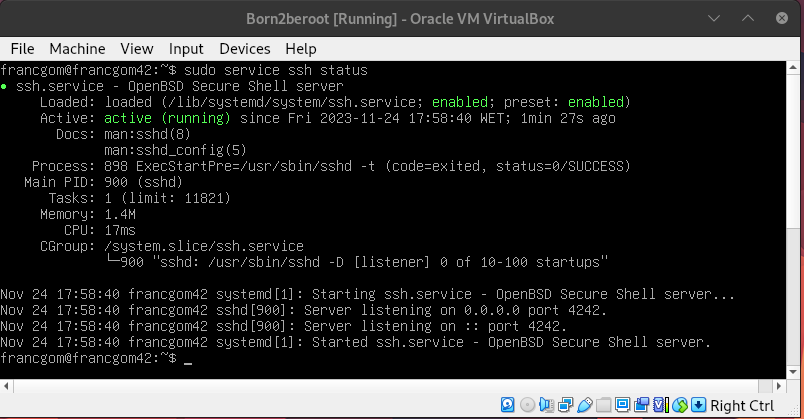 Born2beroot [Running] - Oracle VM VirtualBox
File Machine View Input Devices Help
francgom@francgom42:~$ sudo service ssh status
● ssh.service - OpenBSD Secure Shell server
Loaded: loaded (/lib/systemd/system/ssh.service; enabled; preset: enabled)
Active: active (running) since Fri 2023-11-24 17:58:40 WET; 1min 27s ago
Docs: man:sshd(8)
man:sshd_config(5)
Process: 898 ExecStartPre=/usr/sbin/sshd -t (code=exited, status=0/SUCCESS)
Main PID: 900 (sshd)
Tasks: 1 (limit: 11821)
Memory: 1.4M
CPU: 17ms
CGroup: /system.slice/ssh.service
└─900 "sshd: /usr/sbin/sshd -D [listener] 0 of 10-100 startups"
Nov 24 17:58:40 francgom42 systemd[1]: Starting ssh.service - OpenBSD Secure Shell server...
Nov 24 17:58:40 francgom42 sshd[900]: Server listening on 0.0.0.0 port 4242.
Nov 24 17:58:40 francgom42 sshd[900]: Server listening on :: port 4242.
Nov 24 17:58:40 francgom42 systemd[1]: Started ssh.service - OpenBSD Secure Shell server.
francgom@francgom42:~$ _
Right Ctrl